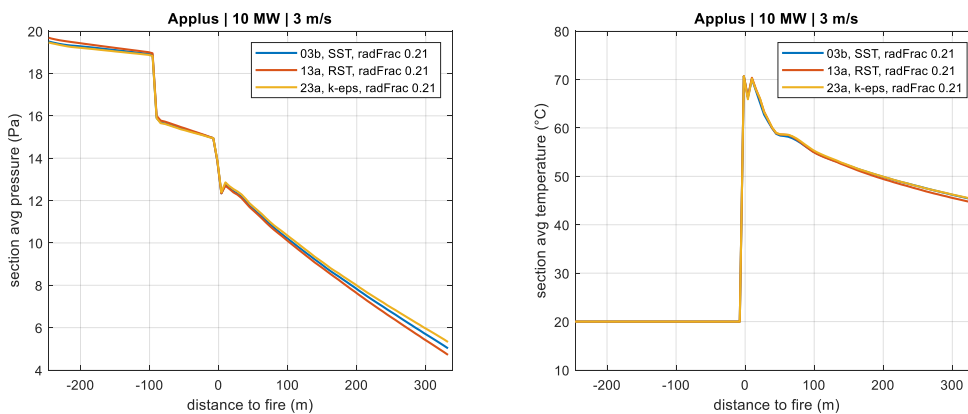 Applus | 10 MW | 3 m/s
section avg pressure (Pa)
20
18
16
14
12
10
8
6
4
03b, SST, radFrac 0.21
13a, RST, radFrac 0.21
23a, k-eps, radFrac 0.21
-200 -100 0 100 200 300
distance to fire (m)
Applus | 10 MW | 3 m/s
section avg temperature (°C)
80
70
60
50
40
30
20
10
03b, SST, radFrac 0.21
13a, RST, radFrac 0.21
23a, k-eps, radFrac 0.21
-200 -100 0 100 200 300
distance to fire (m)